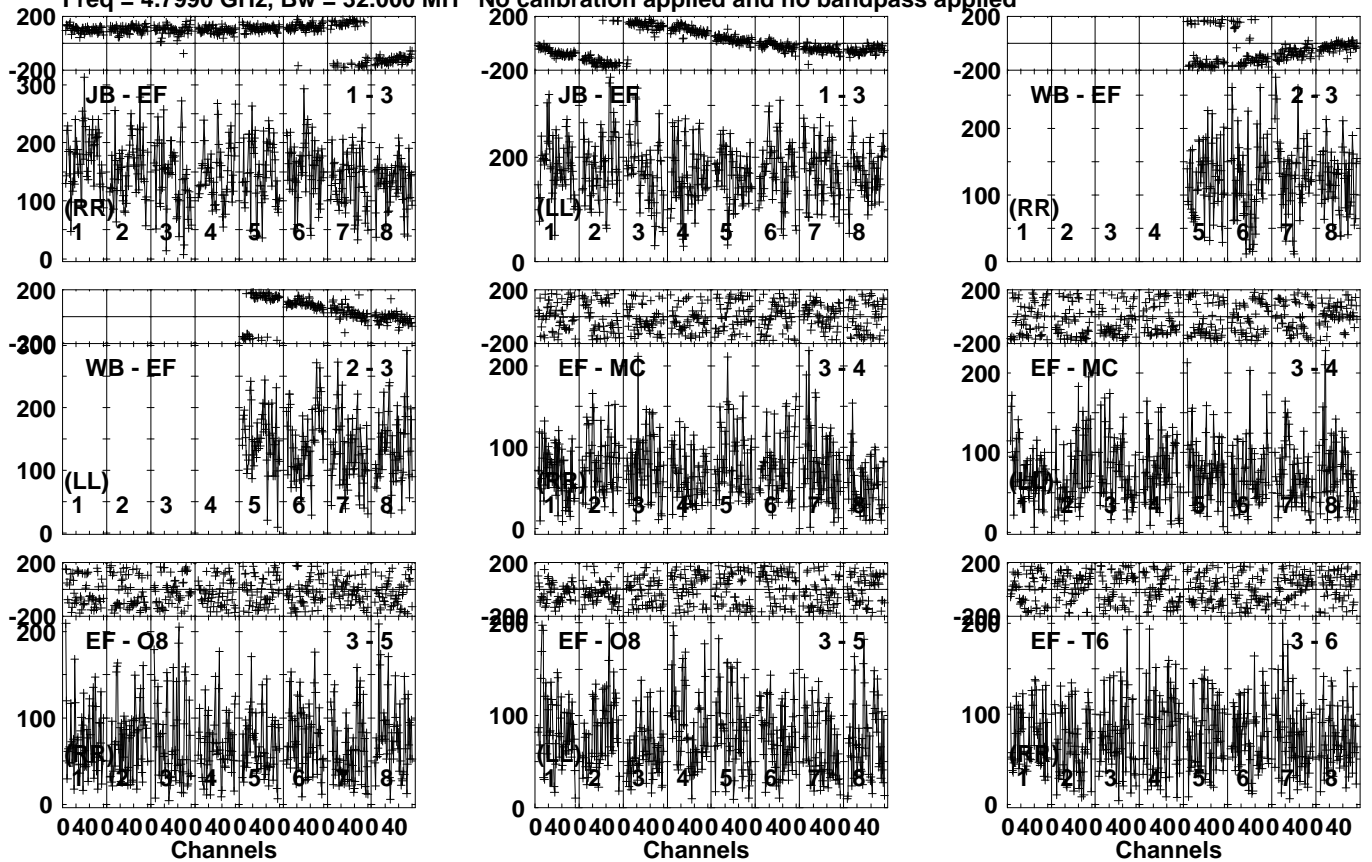 Freq = 4.7990 GHz, Bw = 32.000 MH No calibration applied and no bandpass applied
200 200 200
-200 -200 -200
300
JB - EF 1 - 3 JB - EF 1 - 3 WB - EF 2 - 3
200 200 200
100 100
(RR) (LL) (RR)
1 2 3 4 5 6 7 8 1 2 3 4 5 6 7 8 1 2 3 4 5 6 7 8
0 0 0
200 200 200
-200 -200 -200
300
WB - EF 2 - 3 EF - MC 3 - 4 EF - MC 3 - 4
200 200 200
100 100 100
(LL) (RR) (LL)
1 2 3 4 5 6 7 8 1 2 3 4 5 6 7 8 1 2 3 4 5 6 7 8
0 0 0
200 200 200
-200 -200 -200
200 200 200
EF - O8 3 - 5 EF - O8 3 - 5 EF - T6 3 - 6
100 100 100
(RR) (LL) (RR)
1 2 3 4 5 6 7 8 1 2 3 4 5 6 7 8 1 2 3 4 5 6 7 8
0 0 0
0 40 0 40 0 40 0 40 0 40 0 40 0 40 0 40 0 40 0 40 0 40 0 40 0 40 0 40 0 40 0 40 0 40 0 40 0 40 0 40 0 40 0 40 0 40 0 40
Channels Channels Channels